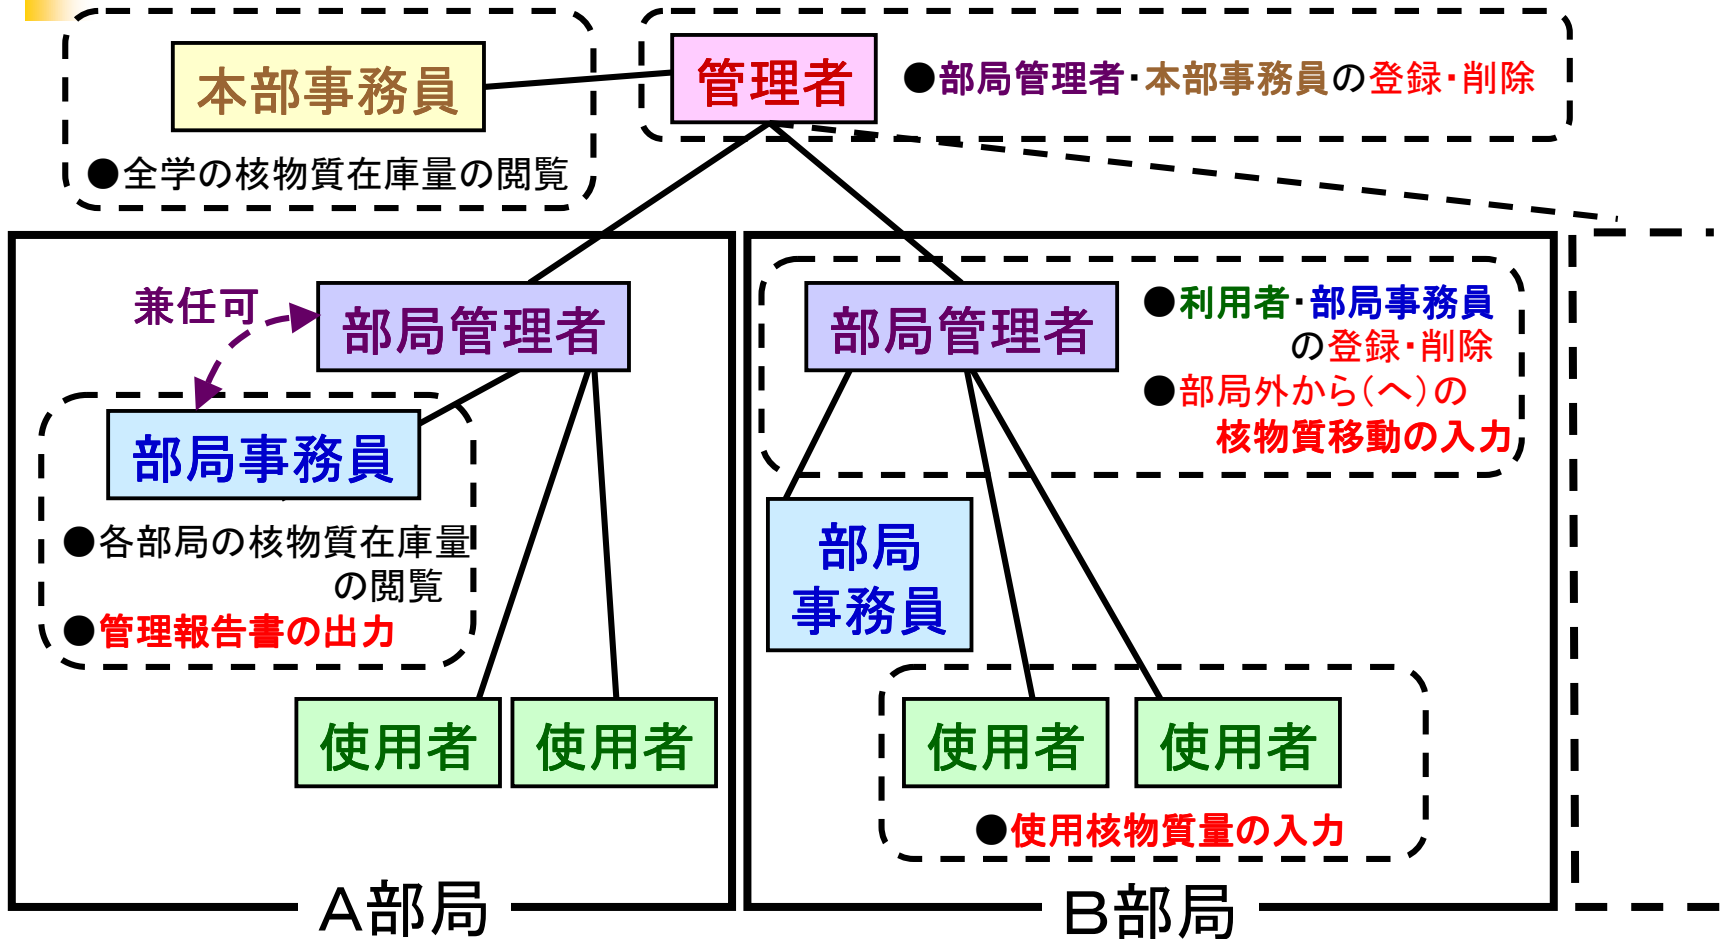 本部事務員
管理者
●部局管理者・本部事務員の登録・削除
●全学の核物質在庫量の閲覧
兼任可
部局管理者
部局事務員
●各部局の核物質在庫量
の閲覧
●管理報告書の出力
使用者
使用者
A部局
部局管理者
●利用者・部局事務員
の登録・削除
●部局外から(へ)の
核物質移動の入力
部局
事務員
使用者
使用者
●使用核物質量の入力
B部局